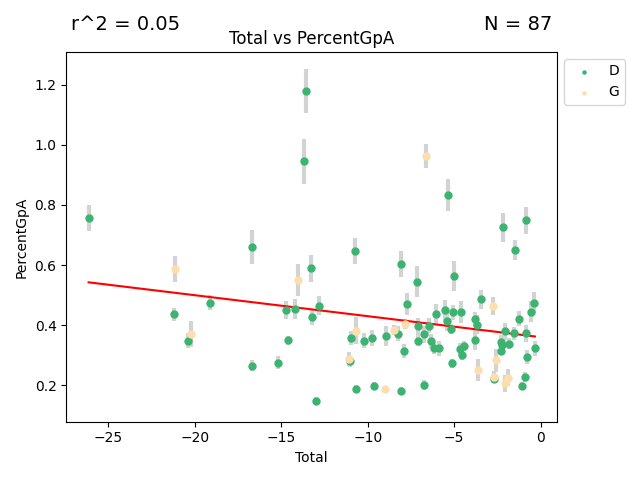 r^2 = 0.05
N = 87
Total vs PercentGpA
D
G
1.2
1.0
0.8
0.6
0.4
0.2
PercentGpA
−25
−20
−15
−10
−5
0
Total